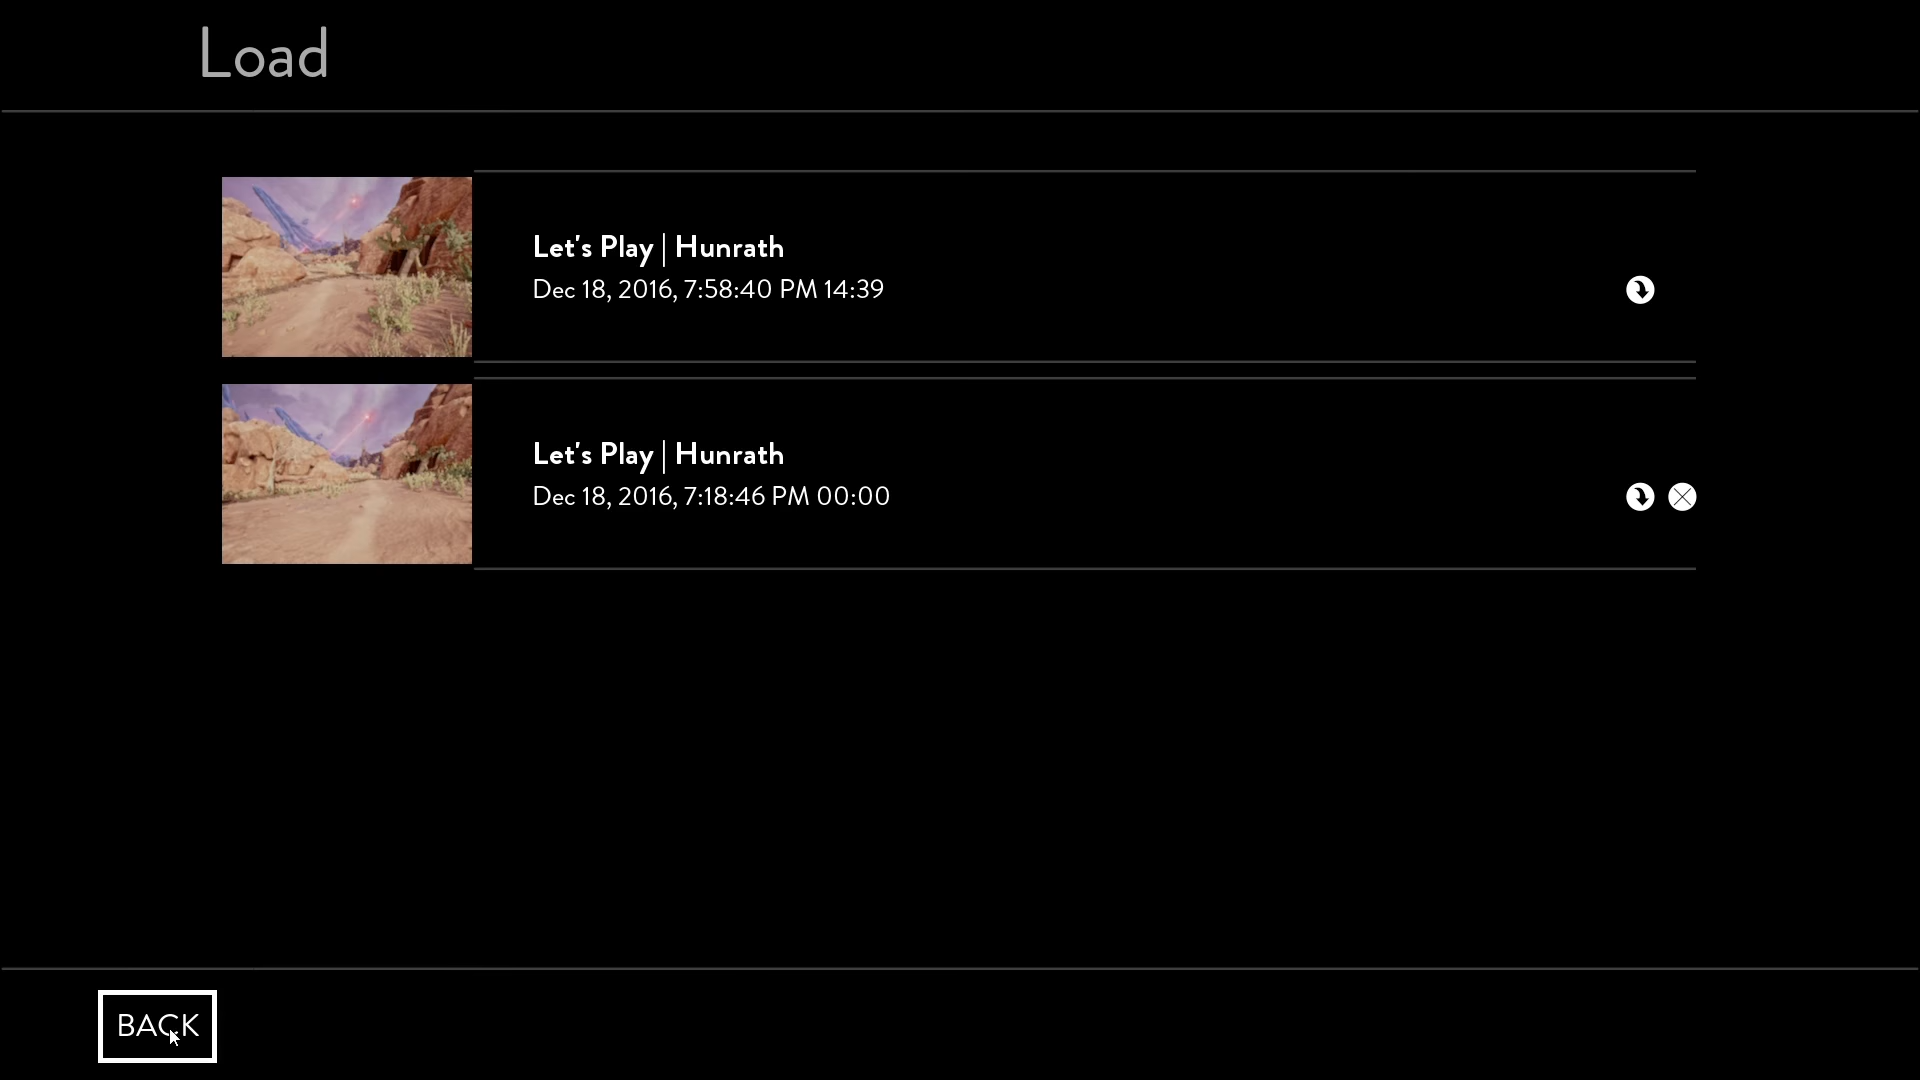 Load
Let's Play | Hunrath
Dec 18, 2016, 7:58:40 PM 14:39
Let's Play | Hunrath
Dec 18, 2016, 7:18:46 PM 00:00
BACK